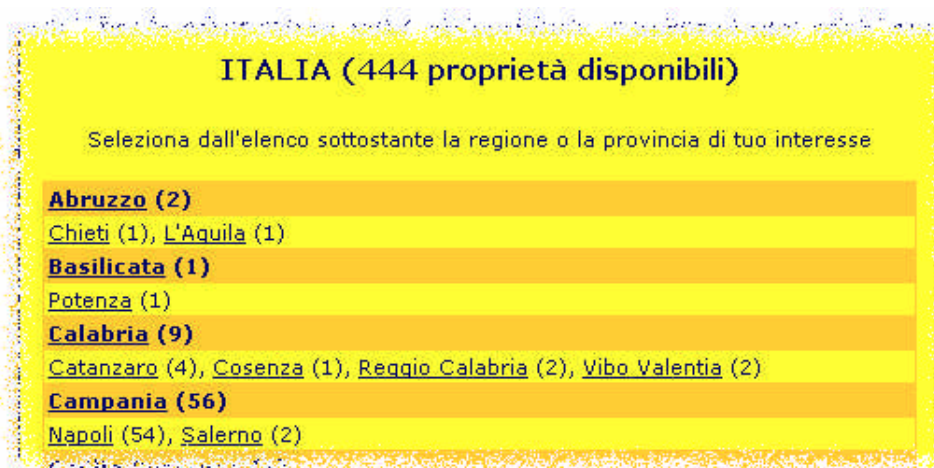 ITALIA (444 proprietà disponibili)
Seleziona dall'elenco sottostante la regione o la provincia di tuo interesse
Abruzzo (2)
Chieti (1), L'Aquila (1)
Basilicata (1)
Potenza (1)
Calabria (9)
Catanzaro (4), Cosenza (1), Reggio Calabria (2), Vibo Valentia (2)
Campania (56)
Napoli (54), Salerno (2)